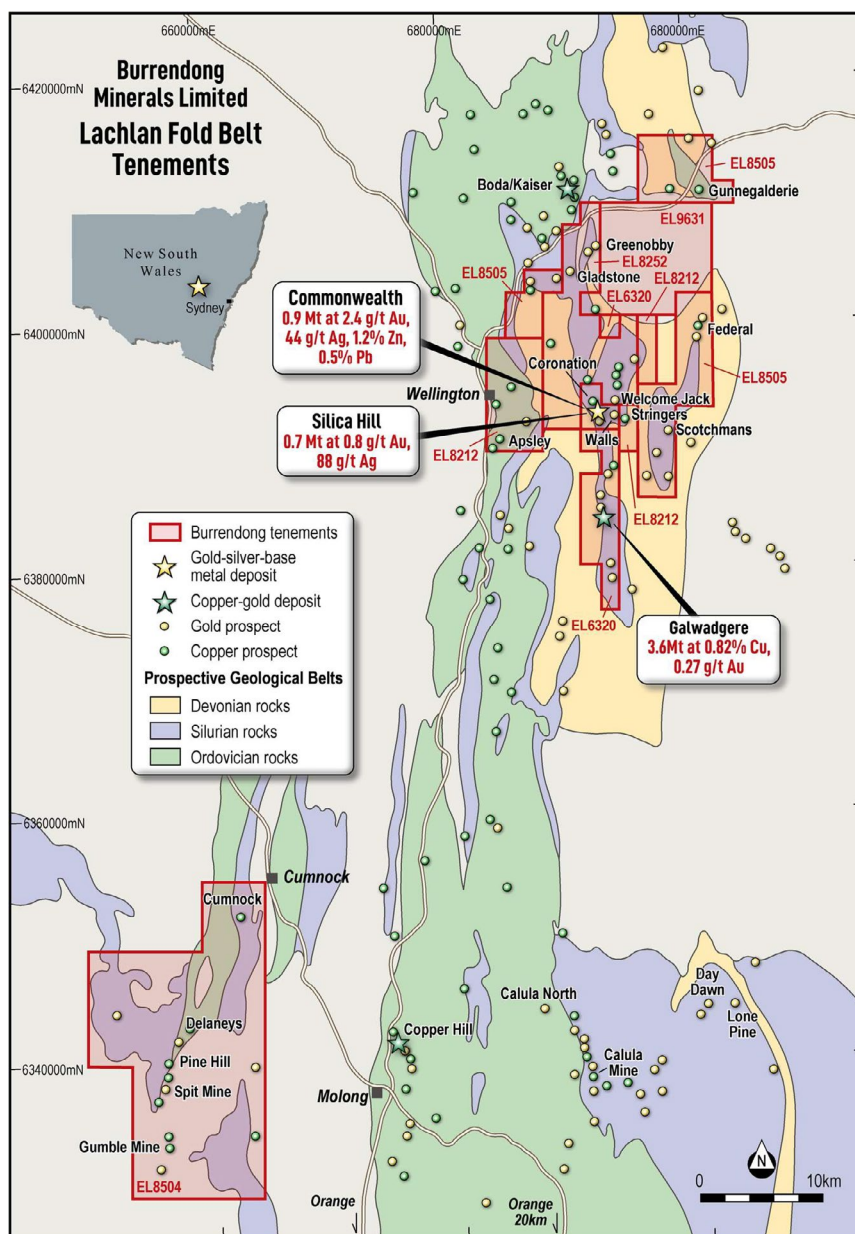 660000mE
680000mE
680000mE
6420000mN
6400000mN
6380000mN
6360000mN
6340000mN
Burrendong
Minerals Limited
Lachlan Fold Belt
Tenements
New South
Wales
Sydney
Boda/Kaiser
EL8505
Gunnegalderie
EL9631
Greenobby
EL8252
Gladstone
EL8212
EL8505
EL6320
Commonwealth
0.9 Mt at 2.4 g/t Au,
44 g/t Ag, 1.2% Zn,
0.5% Pb
Federal
Coronation
EL8505
Wellington
Welcome Jack
Stringers
Silica Hill
0.7 Mt at 0.8 g/t Au,
88 g/t Ag
Walls
Scotchmans
Apsley
EL8212
EL8212
Burrendong tenements
Gold-silver-base
metal deposit
Copper-gold deposit
Gold prospect
Copper prospect
Prospective Geological Belts
Devonian rocks
Silurian rocks
Ordovician rocks
EL6320
Galwadgere
3.6Mt at 0.82% Cu,
0.27 g/t Au
Cumnock
Cumnock
Day
Dawn
Lone
Pine
Calula North
Delaneys
Copper Hill
Calula
Mine
Pine Hill
Spit Mine
Molong
Gumble Mine
EL8504
N
0
10km
Orange
Orange
20km